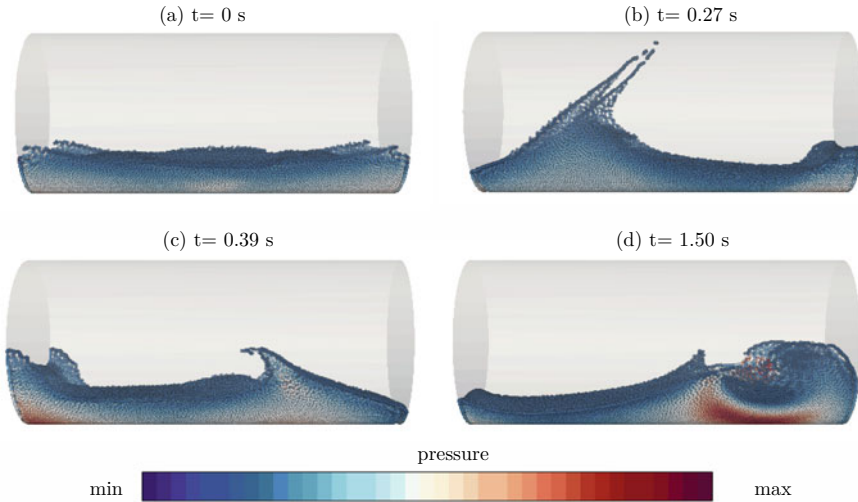 (a) t= 0 s
(b) t= 0.27 s
(c) t= 0.39 s
(d) t= 1.50 s
pressure
min
max